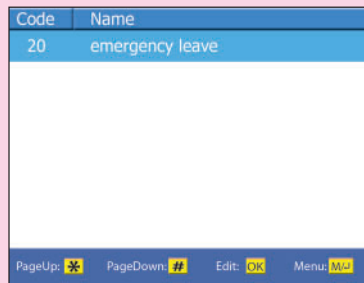 Code Name
20 emergency leave
PageUp: * PageDown: # Edit: OK Menu: M/↵